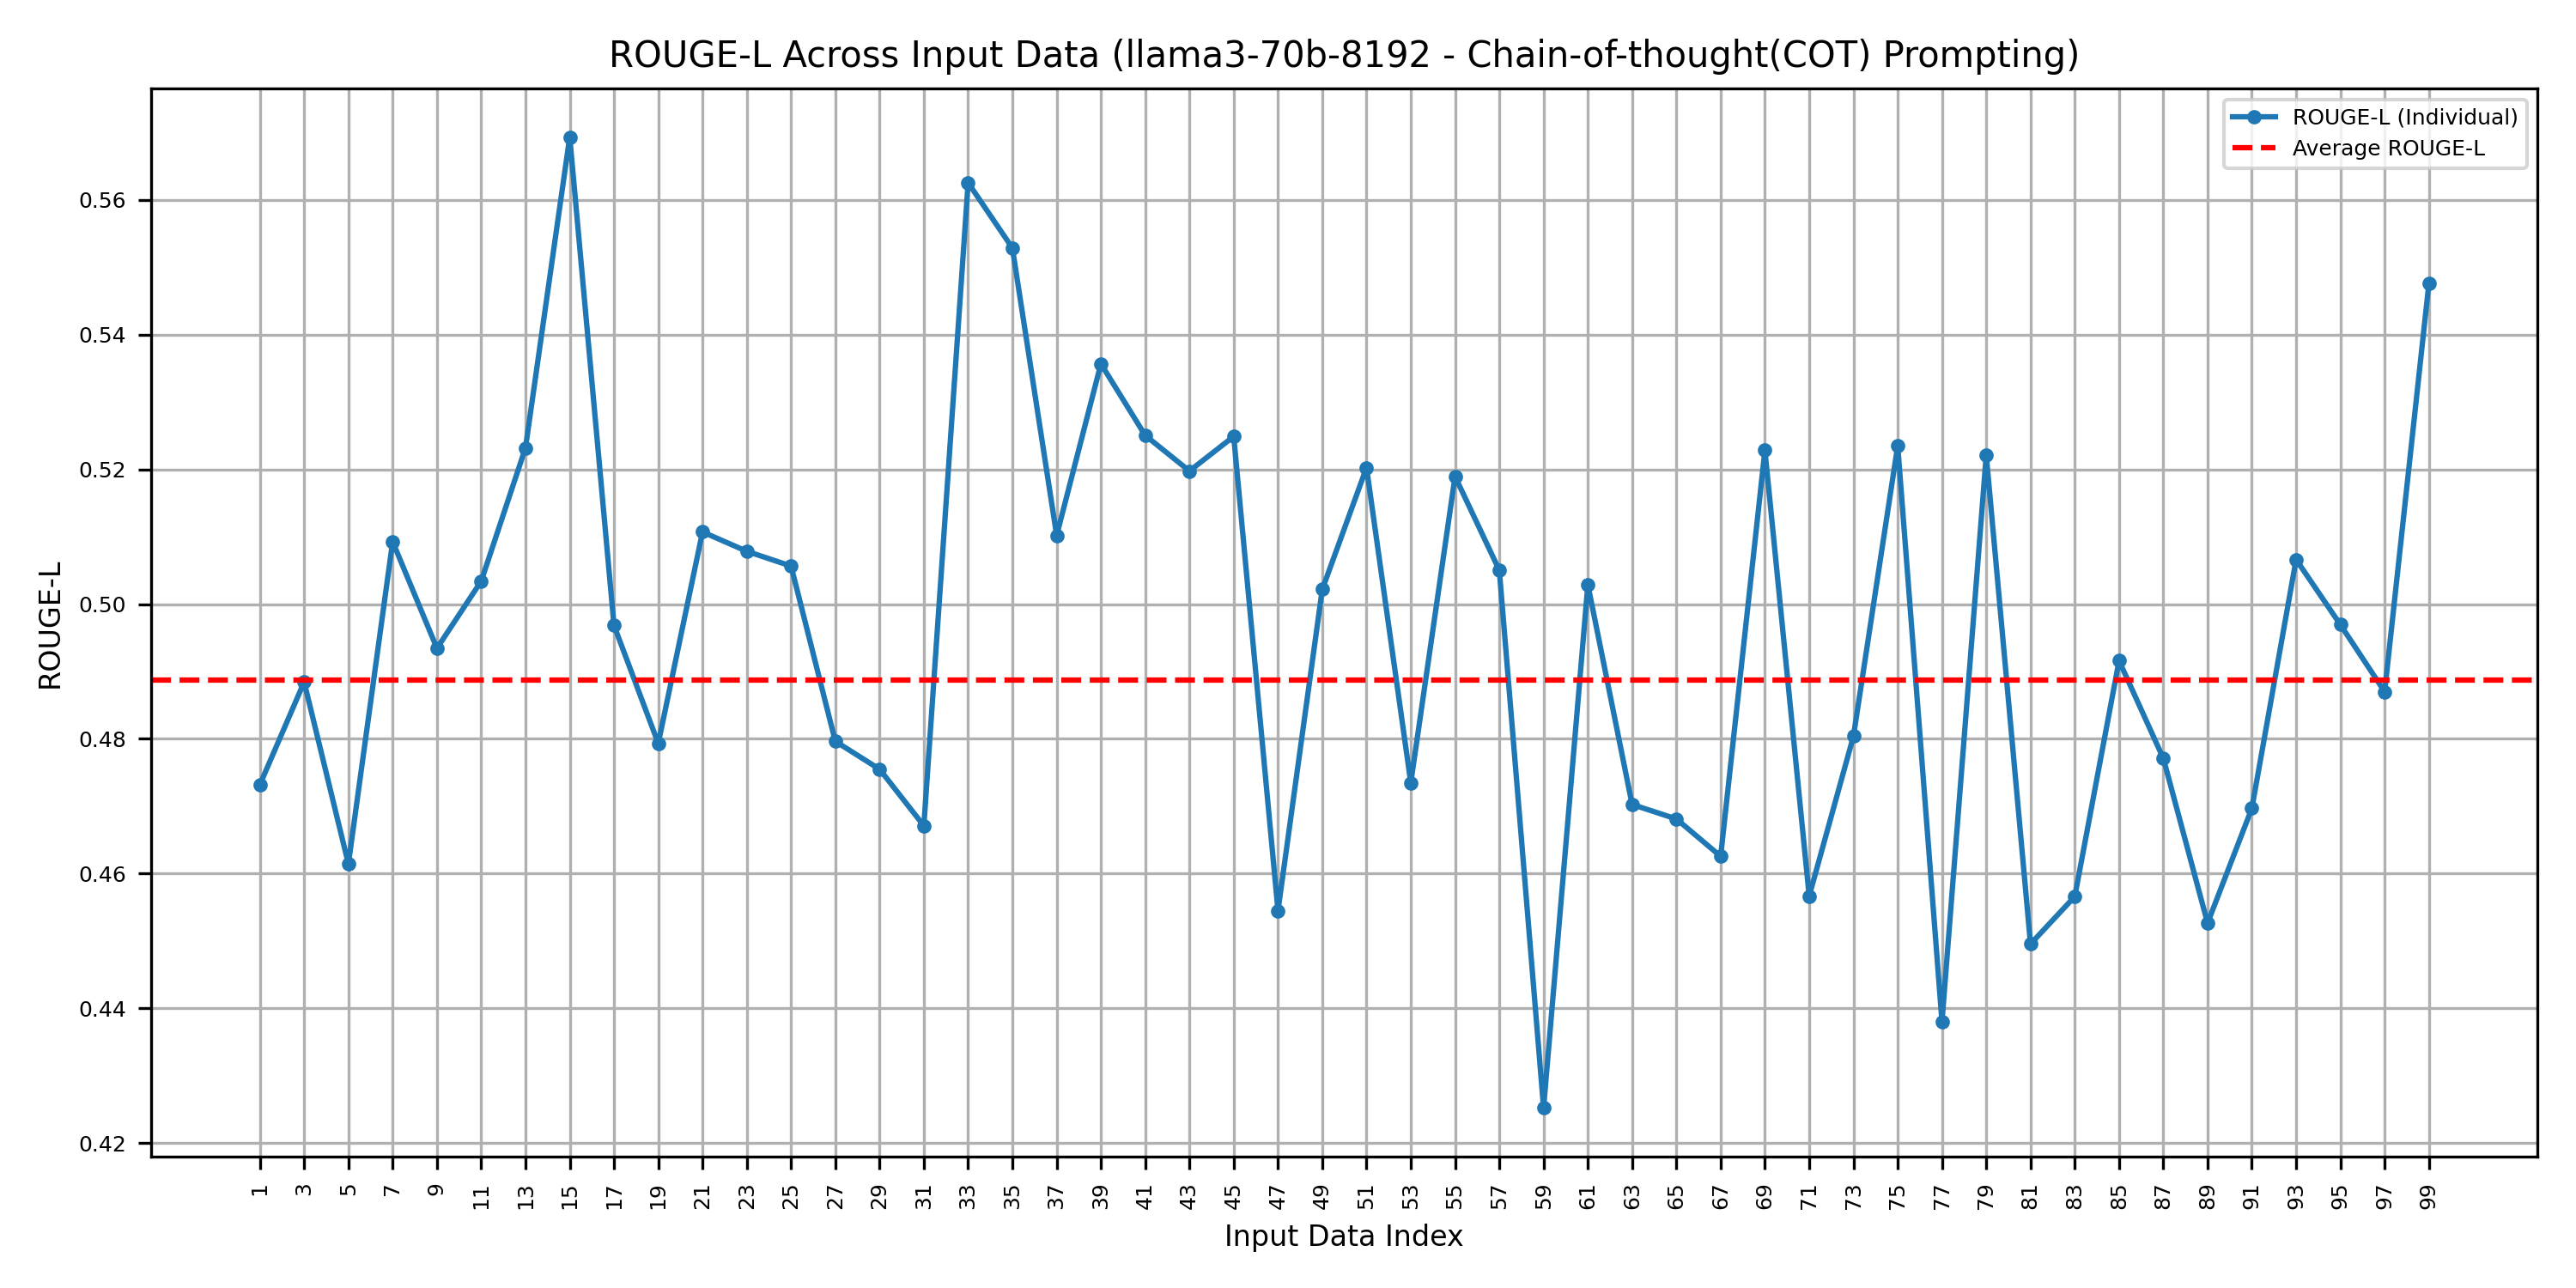 ROUGE-L Across Input Data (llama3-70b-8192 - Chain-of-thought(COT) Prompting)
ROUGE-L (Individual)
Average ROUGE-L
0.56
0.54
0.52
0.50
0.48
0.46
0.44
0.42
ROUGE-L
1 3 5 7 9 11 13 15 17 19 21 23 25 27 29 31 33 35 37 39 41 43 45 47 49 51 53 55 57 59 61 63 65 67 69 71 73 75 77 79 81 83 85 87 89 91 93 95 97 99
Input Data Index